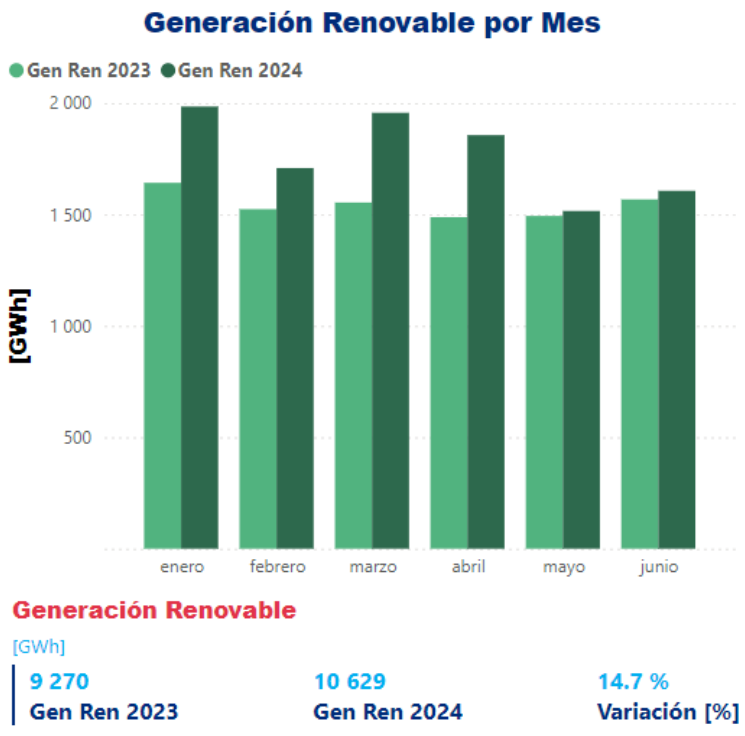 Generación Renovable por Mes
Gen Ren 2023 Gen Ren 2024
2 000
1 500
1 000
500
[GWh]
enero febrero marzo abril mayo junio
Generación Renovable
[GWh]
9 270 10 629 14.7 %
Gen Ren 2023 Gen Ren 2024 Variación [%]